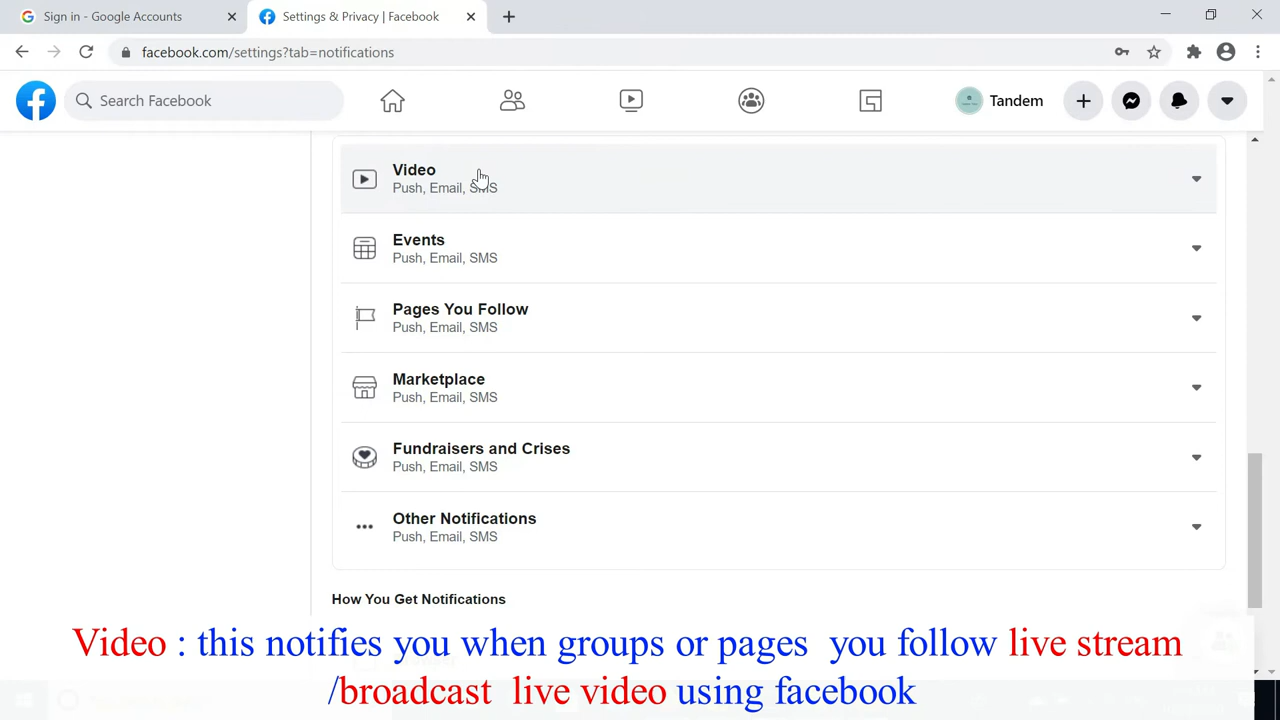 Sign in - Google Accounts
Settings & Privacy | Facebook
facebook.com/settings?tab=notifications
Search Facebook
Tandem
Video
Push, Email, SMS
Events
Push, Email, SMS
Pages You Follow
Push, Email, SMS
Marketplace
Push, Email, SMS
Fundraisers and Crises
Push, Email, SMS
Other Notifications
Push, Email, SMS
How You Get Notifications
Video : this notifies you when groups or pages you follow live stream
/broadcast live video using facebook